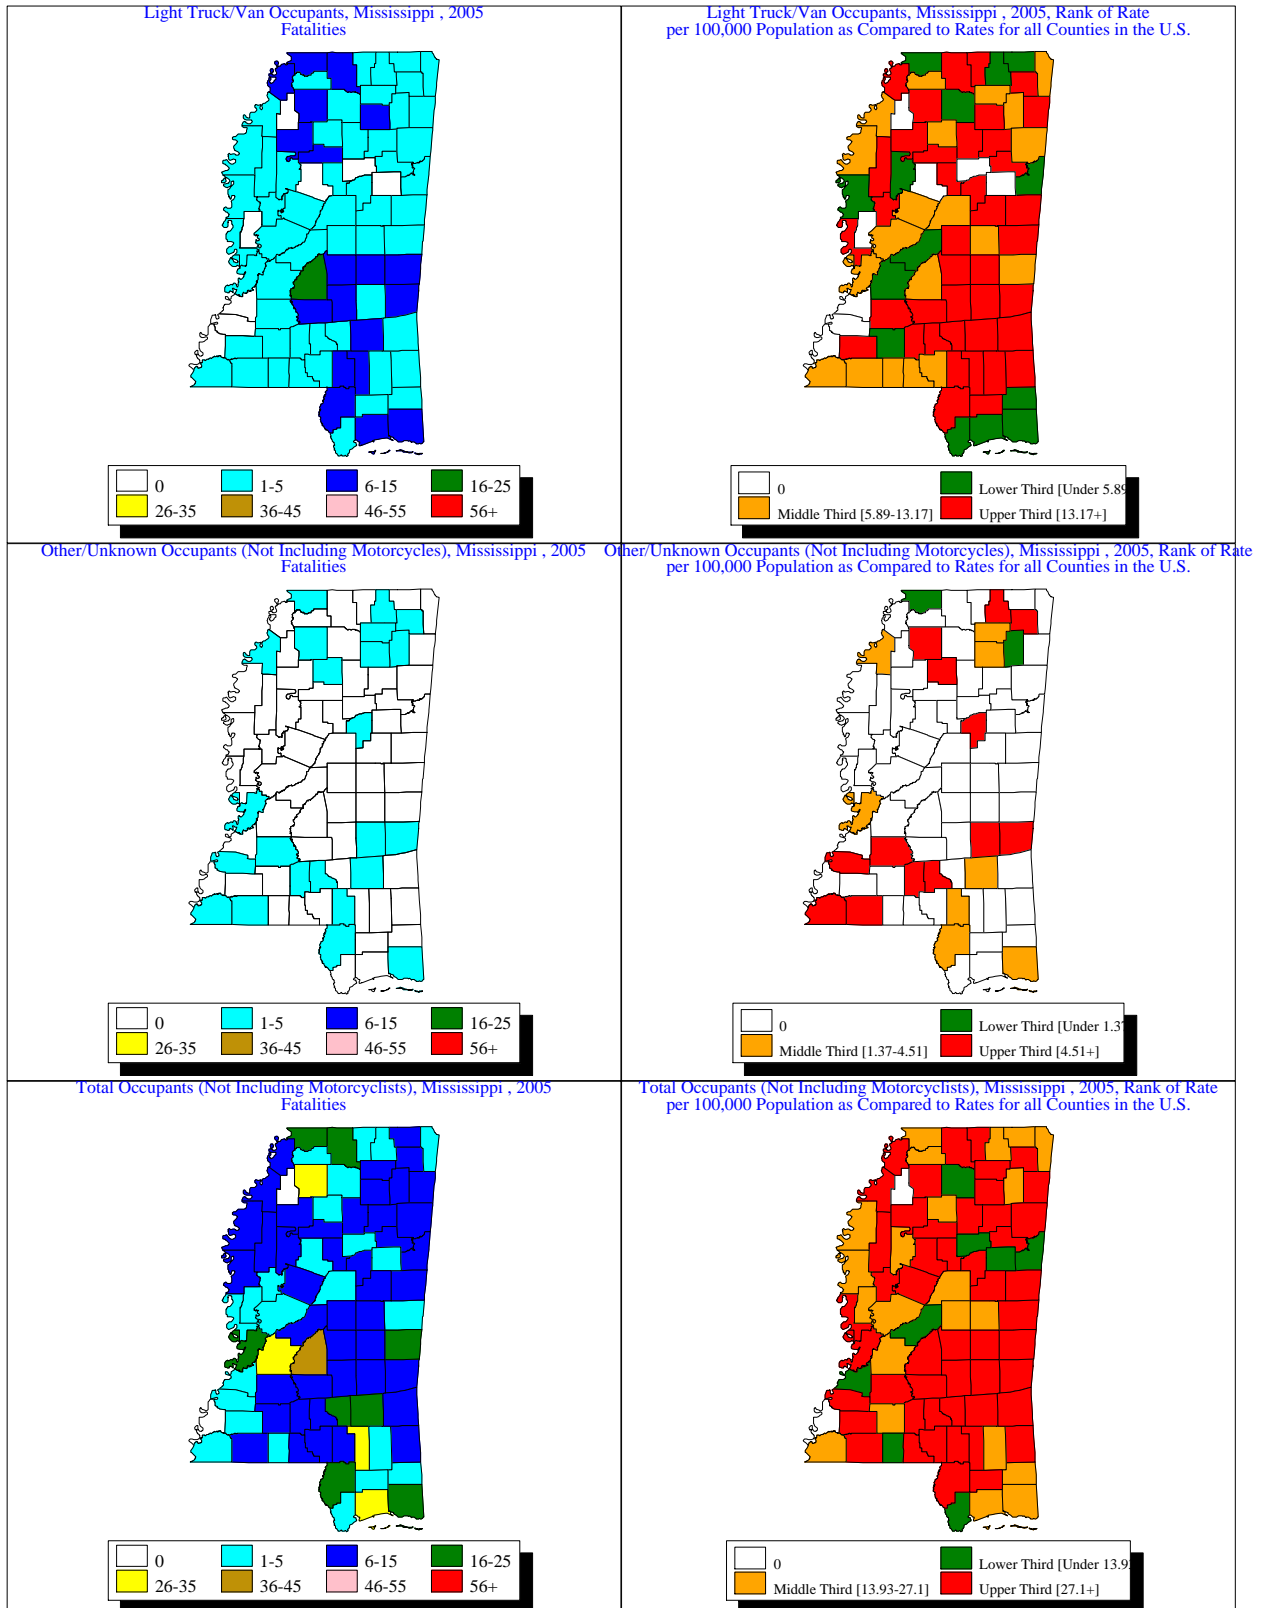 Light Truck/Van Occupants, Mississippi , 2005
Fatalities
0
1-5
6-15
16-25
26-35
36-45
46-55
56+
Light Truck/Van Occupants, Mississippi , 2005, Rank of Rate
per 100,000 Population as Compared to Rates for all Counties in the U.S.
0
Lower Third [Under 5.89
Middle Third [5.89-13.17]
Upper Third [13.17+]
Other/Unknown Occupants (Not Including Motorcycles), Mississippi , 2005
Fatalities
0
1-5
6-15
16-25
26-35
36-45
46-55
56+
Other/Unknown Occupants (Not Including Motorcycles), Mississippi , 2005, Rank of Rate
per 100,000 Population as Compared to Rates for all Counties in the U.S.
0
Lower Third [Under 1.37
Middle Third [1.37-4.51]
Upper Third [4.51+]
Total Occupants (Not Including Motorcyclists), Mississippi , 2005
Fatalities
0
1-5
6-15
16-25
26-35
36-45
46-55
56+
Total Occupants (Not Including Motorcyclists), Mississippi , 2005, Rank of Rate
per 100,000 Population as Compared to Rates for all Counties in the U.S.
0
Lower Third [Under 13.93
Middle Third [13.93-27.1]
Upper Third [27.1+]